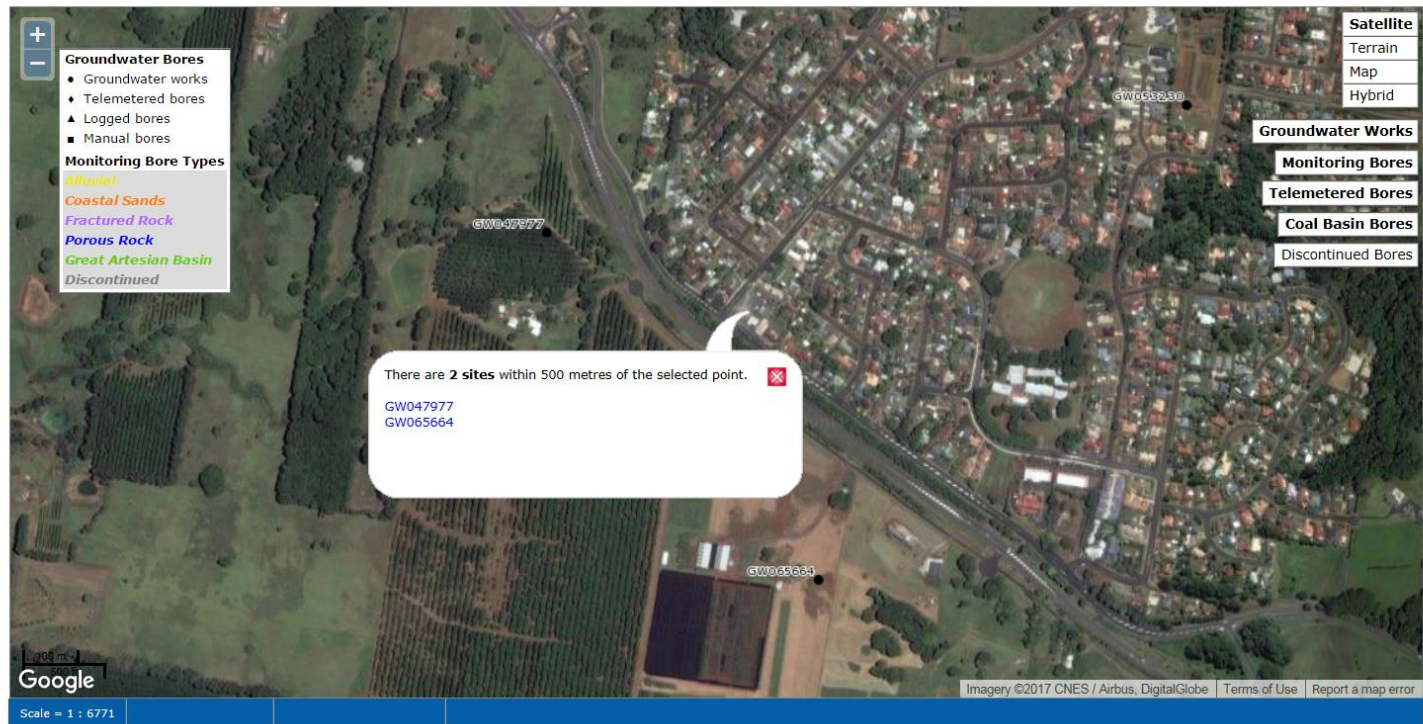 +
−
Groundwater Bores
Groundwater works
Telemetered bores
Logged bores
Manual bores
Monitoring Bore Types
Alluvial
Coastal Sands
Fractured Rock
Porous Rock
Great Artesian Basin
Discontinued
Satellite
Terrain
Map
Hybrid
Groundwater Works
Monitoring Bores
Telemetered Bores
Coal Basin Bores
Discontinued Bores
GW053230
GW047977
There are 2 sites within 500 metres of the selected point.
GW047977
GW065664
GW065664
100 m
500 ft
Google
Imagery ©2017 CNES / Airbus, DigitalGlobe
Terms of Use
Report a map error
Scale = 1 : 6771